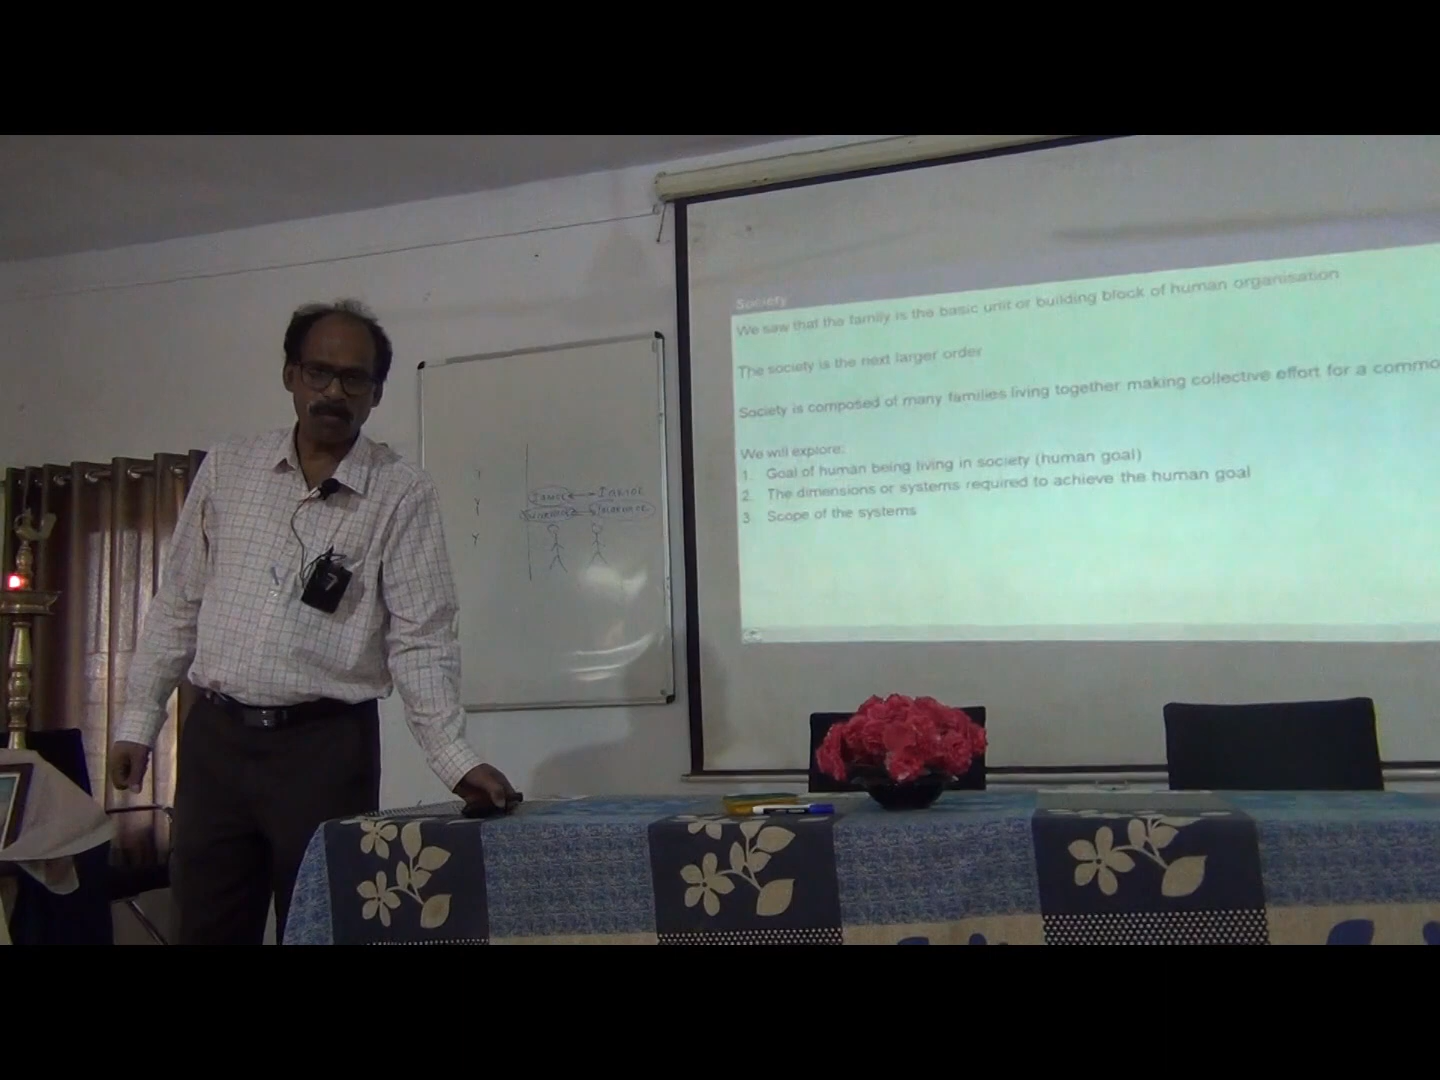 Society
We saw that the family is the basic unit or building block of human organisation
The society is the next larger order
Society is composed of many families living together making collective effort for a commo
We will explore:
1. Goal of human being living in society (human goal)
2. The dimensions or systems required to achieve the human goal
3. Scope of the systems